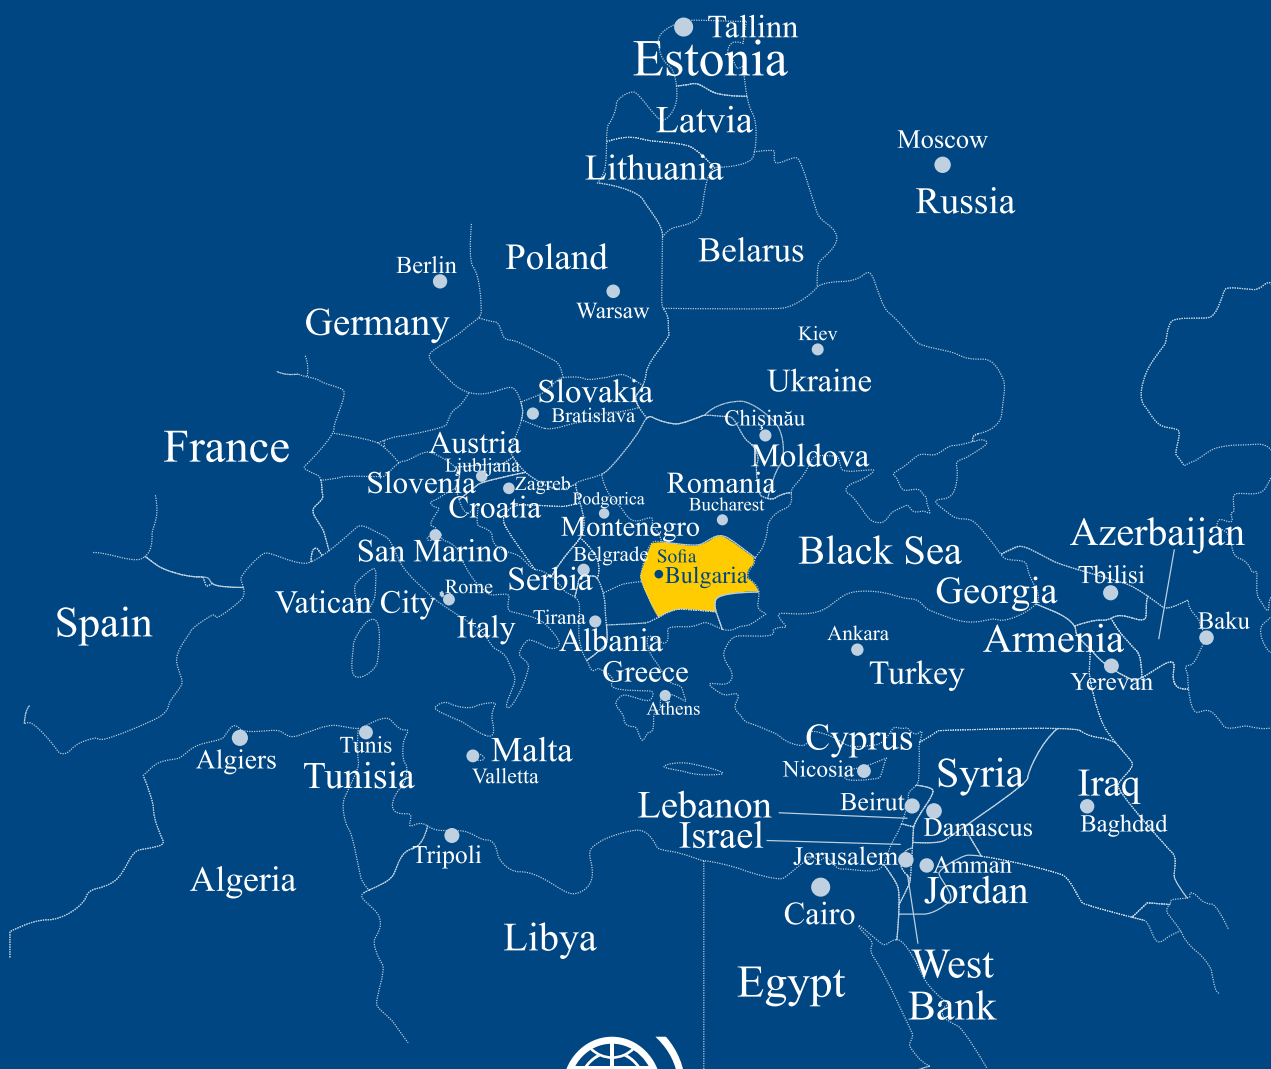 Tallinn
Estonia
Latvia
Moscow
Lithuania
Russia
Belarus
Poland
Berlin
Warsaw
Germany
Kiev
Ukraine
Slovakia
Bratislava
Chişinău
France
Austria
Moldova
Ljubljana
Slovenia
Zagreb
Romania
Podgorica
Bucharest
Croatia
Montenegro
Azerbaijan
San Marino
Belgrade
Sofia
Black Sea
Serbia
Bulgaria
Tbilisi
Georgia
Rome
Vatican City
Spain
Tirana
Baku
Italy
Albania
Ankara
Armenia
Greece
Turkey
Yerevan
Athens
Cyprus
Tunis
Malta
Algiers
Tunisia
Valletta
Nicosia
Syria
Iraq
Lebanon
Beirut
Baghdad
Israel
Damascus
Tripoli
Jerusalem
Amman
Algeria
Jordan
Cairo
Libya
West
Bank
Egypt